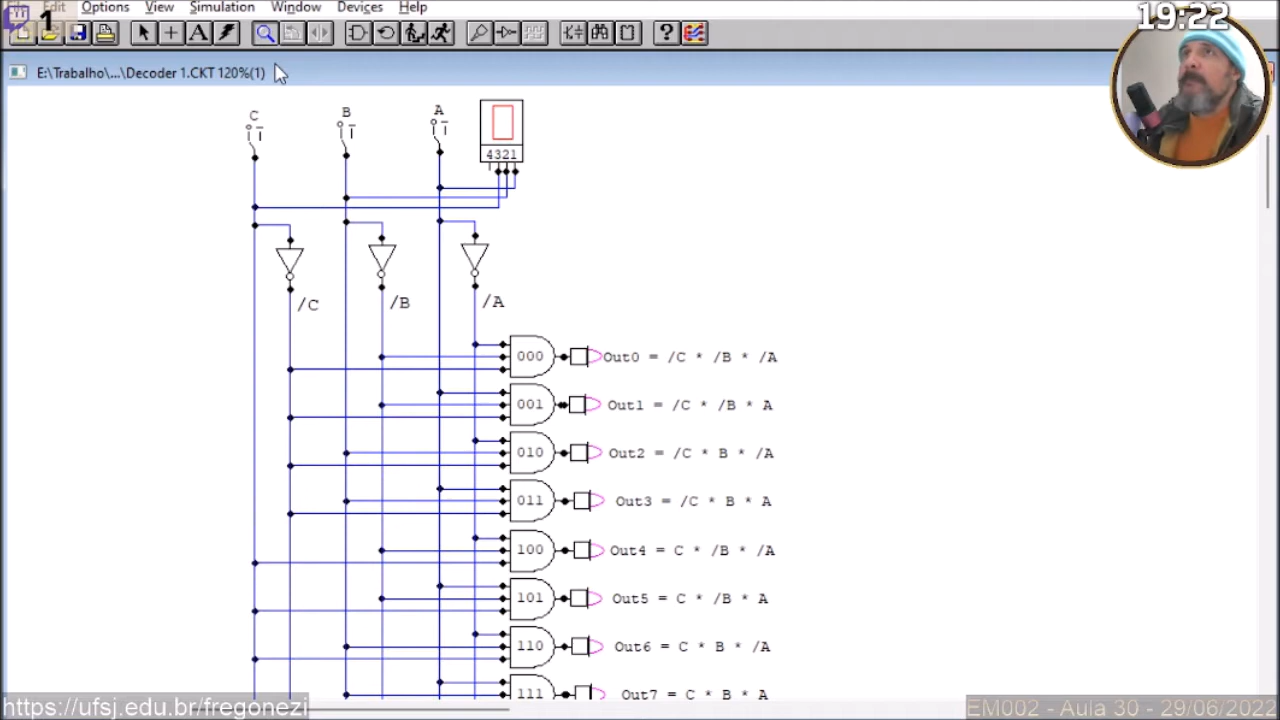 Edit Options View Simulation Window Devices Help
1
19:22
E:\Trabalho\...\Decoder 1.CKT 120%(1)
C B A
4321
/C /B /A
000 Out0 = /C * /B * /A
001 Out1 = /C * /B * A
010 Out2 = /C * B * /A
011 Out3 = /C * B * A
100 Out4 = C * /B * /A
101 Out5 = C * /B * A
110 Out6 = C * B * /A
111 Out7 = C * B * A
https://ufsj.edu.br/fregonezi
EM002 - Aula 30 - 29/06/2022